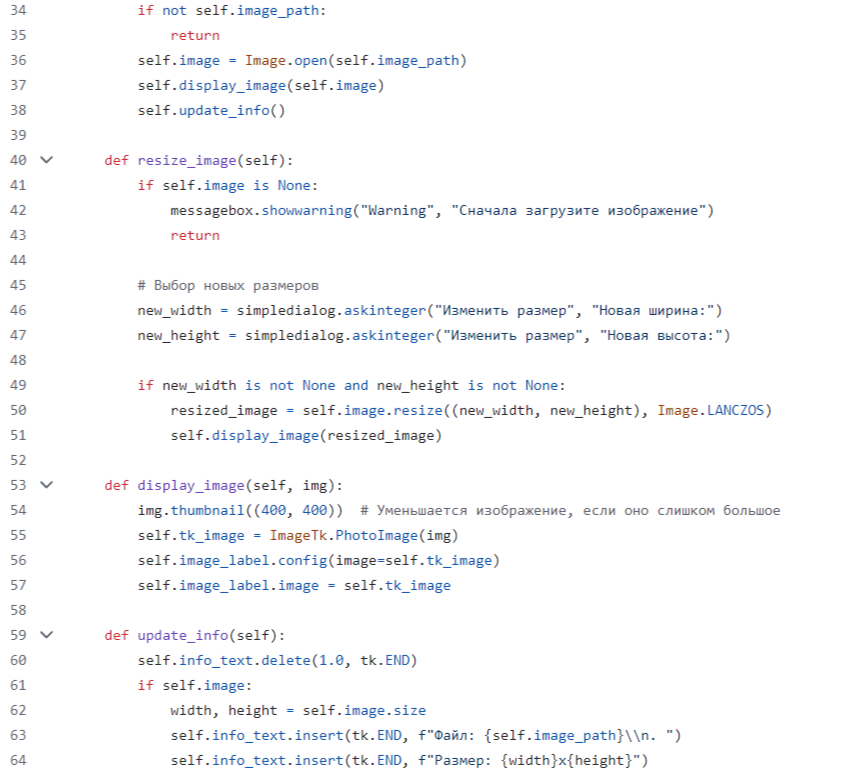 34 if not self.image_path:
35 return
36 self.image = Image.open(self.image_path)
37 self.display_image(self.image)
38 self.update_info()
39
40 def resize_image(self):
41 if self.image is None:
42 messagebox.showwarning("Warning", "Сначала загрузите изображение")
43 return
44
45 # Выбор новых размеров
46 new_width = simpledialog.askinteger("Изменить размер", "Новая ширина:")
47 new_height = simpledialog.askinteger("Изменить размер", "Новая высота:")
48
49 if new_width is not None and new_height is not None:
50 resized_image = self.image.resize((new_width, new_height), Image.LANCZOS)
51 self.display_image(resized_image)
52
53 def display_image(self, img):
54 img.thumbnail((400, 400))  # Уменьшается изображение, если оно слишком большое
55 self.tk_image = ImageTk.PhotoImage(img)
56 self.image_label.config(image=self.tk_image)
57 self.image_label.image = self.tk_image
58
59 def update_info(self):
60 self.info_text.delete(1.0, tk.END)
61 if self.image:
62 width, height = self.image.size
63 self.info_text.insert(tk.END, f"Файл: {self.image_path}\\n. ")
64 self.info_text.insert(tk.END, f"Размер: {width}x{height}")